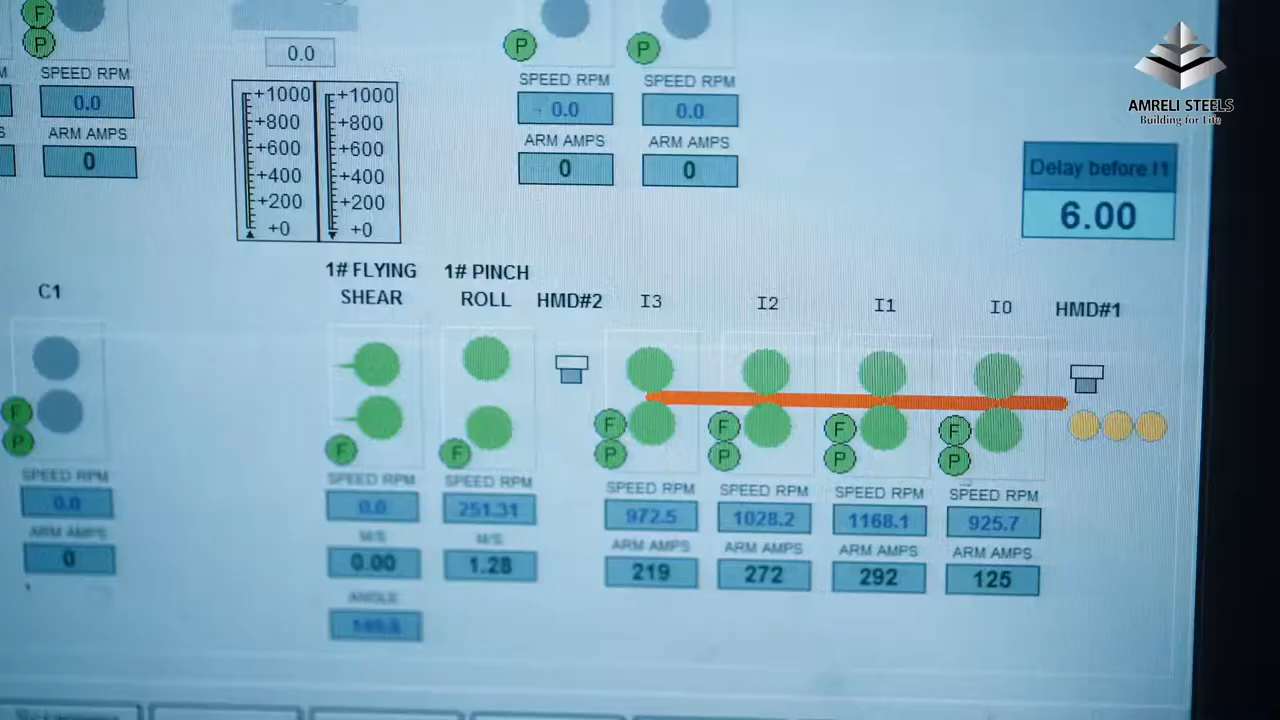 F
P
SPEED RPM
0.0
ARM AMPS
0
0.0
+1000
+800
+600
+400
+200
+0
+1000
+800
+600
+400
+200
+0
P
SPEED RPM
0.0
ARM AMPS
0
P
SPEED RPM
0.0
ARM AMPS
0
AMRELI STEELS
Building for Life
Delay before I1
6.00
C1
F
P
SPEED RPM
0.0
ARM AMPS
0
1# FLYING
SHEAR
F
SPEED RPM
0.0
M/S
0.00
ANGLE
1# PINCH
ROLL
F
SPEED RPM
251.31
M/S
1.28
HMD#2
I3
F
P
SPEED RPM
972.5
ARM AMPS
219
I2
F
P
SPEED RPM
1028.2
ARM AMPS
272
I1
F
P
SPEED RPM
1168.1
ARM AMPS
292
I0
F
P
SPEED RPM
925.7
ARM AMPS
125
HMD#1